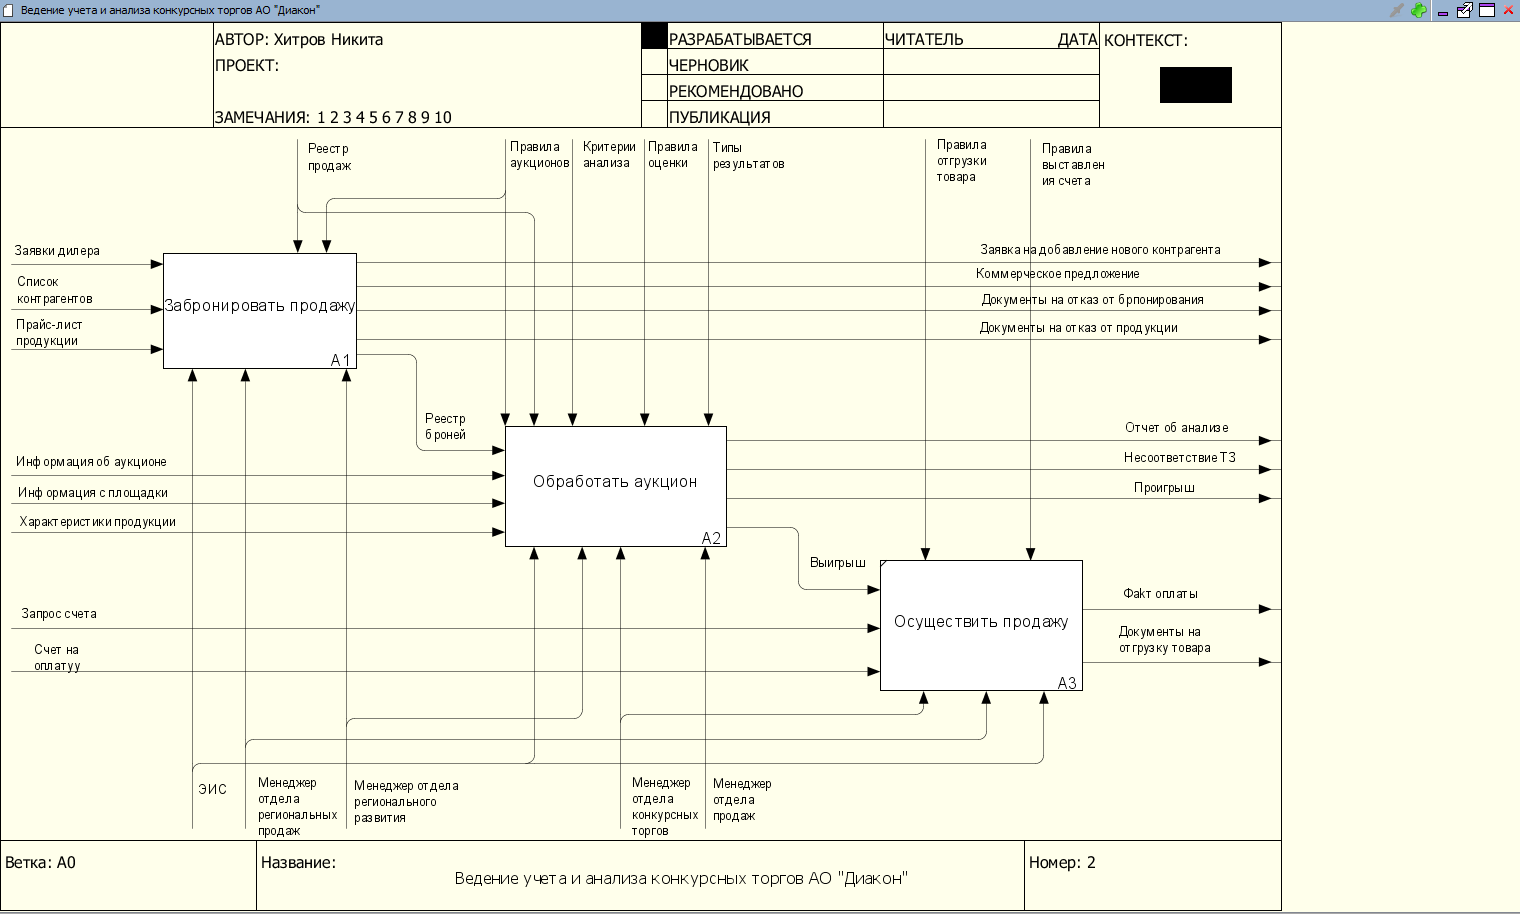 Ведение учета и анализа конкурсных торгов АО "Диакон"
АВТОР: Хитров Никита
ПРОЕКТ:
ЗАМЕЧАНИЯ: 1 2 3 4 5 6 7 8 9 10
РАЗРАБАТЫВАЕТСЯ
ЧЕРНОВИК
РЕКОМЕНДОВАНО
ПУБЛИКАЦИЯ
ЧИТАТЕЛЬ ДАТА
КОНТЕКСТ:
Реестр
продаж
Правила
аукционов
Критерии
анализа
Правила
оценки
Типы
результатов
Правила
отгрузки
товара
Правила
выставлен
ия счета
Заявки дилера
Список
контрагентов
Прайс-лист
продукции
Забронировать продажу
A1
Заявка на добавление нового контрагента
Коммерческое предложение
Документы на отказ от брпонирования
Документы на отказ от продукции
Реестр
броней
Информация об аукционе
Информация с площадки
Характеристики продукции
Обработать аукцион
A2
Отчет об анализе
Несоответствие ТЗ
Проигрыш
Выигрыш
Запрос счета
Счет на
оплатуу
Осуществить продажу
A3
Факт оплаты
Документы на
отгрузку товара
ЭИС
Менеджер
отдела
региональных
продаж
Менеджер отдела
регионального
развития
Менеджер
отдела
конкурсных
торгов
Менеджер
отдела
продаж
Ветка: A0
Название:
Ведение учета и анализа конкурсных торгов АО "Диакон"
Номер: 2